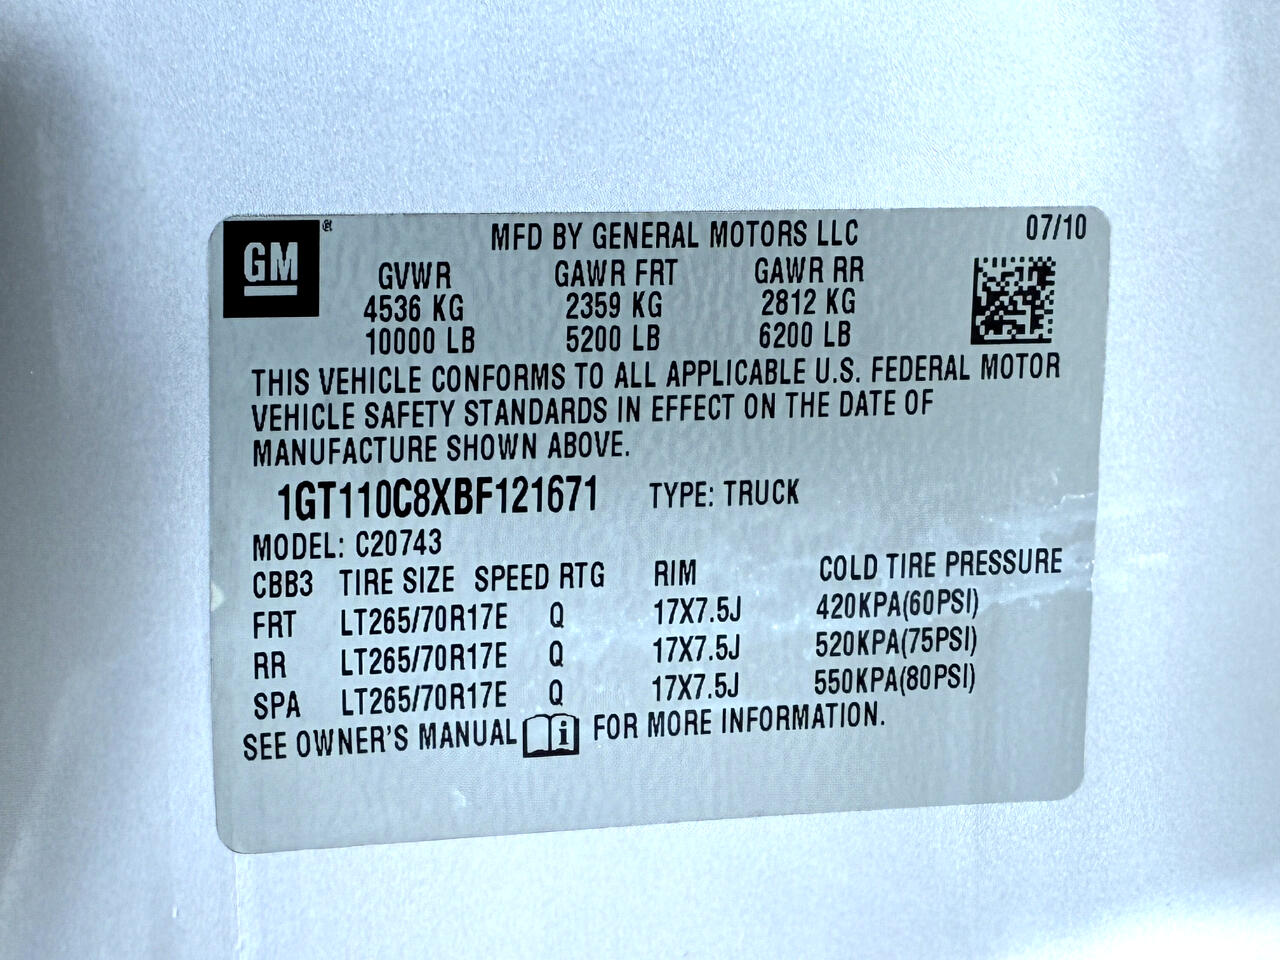 GM
MFD BY GENERAL MOTORS LLC 07/10
GVWR GAWR FRT GAWR RR
4536 KG 2359 KG 2812 KG
10000 LB 5200 LB 6200 LB
THIS VEHICLE CONFORMS TO ALL APPLICABLE U.S. FEDERAL MOTOR
VEHICLE SAFETY STANDARDS IN EFFECT ON THE DATE OF
MANUFACTURE SHOWN ABOVE.
1GT110C8XBF121671 TYPE: TRUCK
MODEL: C20743
CBB3 TIRE SIZE SPEED RTG RIM COLD TIRE PRESSURE
FRT LT265/70R17E Q 17X7.5J 420KPA(60PSI)
RR LT265/70R17E Q 17X7.5J 520KPA(75PSI)
SPA LT265/70R17E Q 17X7.5J 550KPA(80PSI)
SEE OWNER'S MANUAL i FOR MORE INFORMATION.